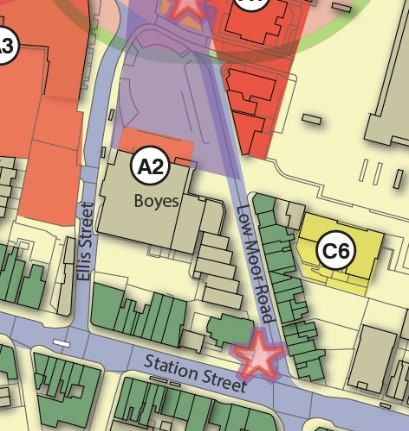 A3
A2
Boyes
Ellis Street
Low Moor Road
C6
Station Street